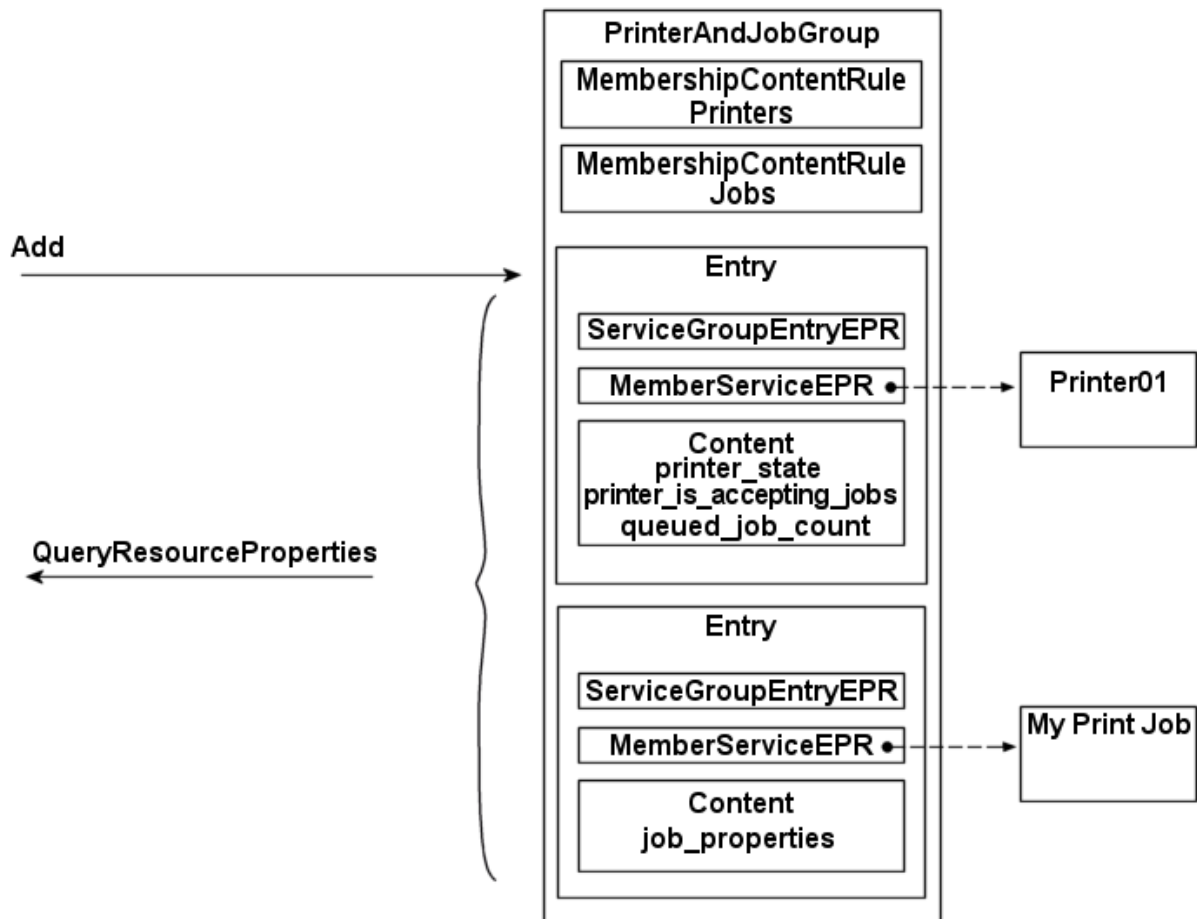 PrinterAndJobGroup
MembershipContentRule
Printers
MembershipContentRule
Jobs
Add
Entry
ServiceGroupEntryEPR
MemberServiceEPR
Printer01
Content
printer_state
printer_is_accepting_jobs
queued_job_count
QueryResourceProperties
Entry
ServiceGroupEntryEPR
MemberServiceEPR
My Print Job
Content
job_properties